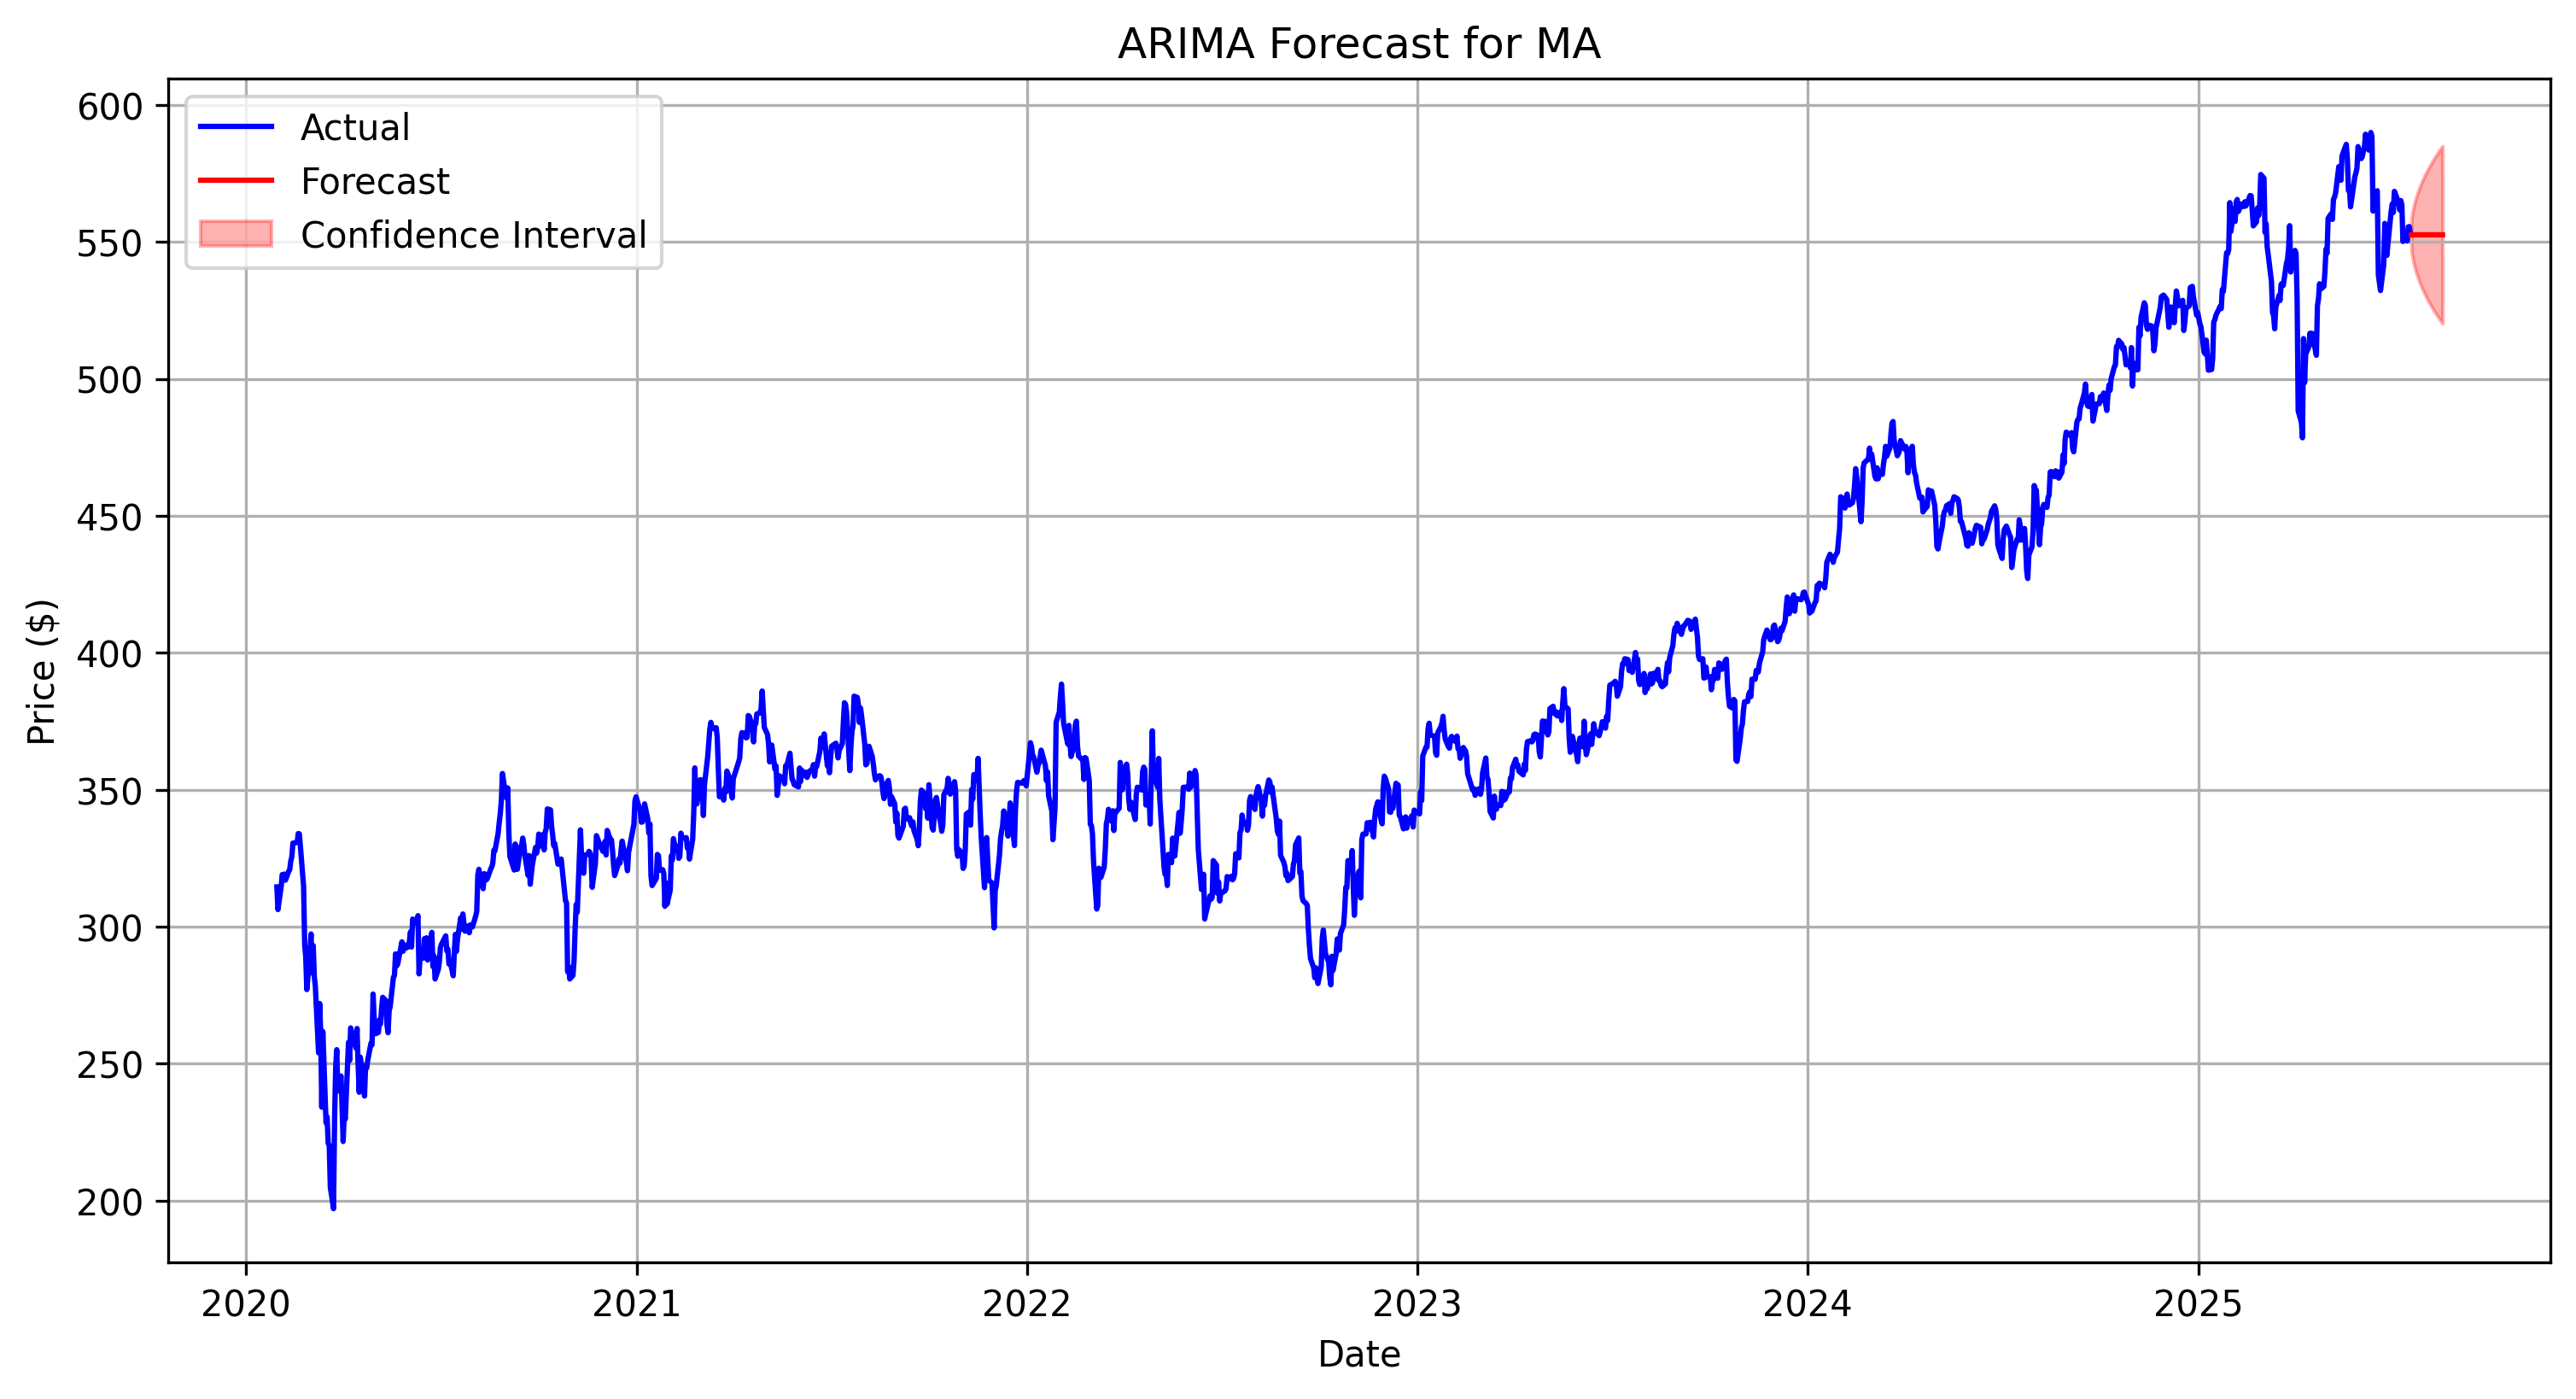 ARIMA Forecast for MA
Actual
Forecast
Confidence Interval
600
550
500
450
400
350
300
250
200
Price ($)
2020 2021 2022 2023 2024 2025
Date